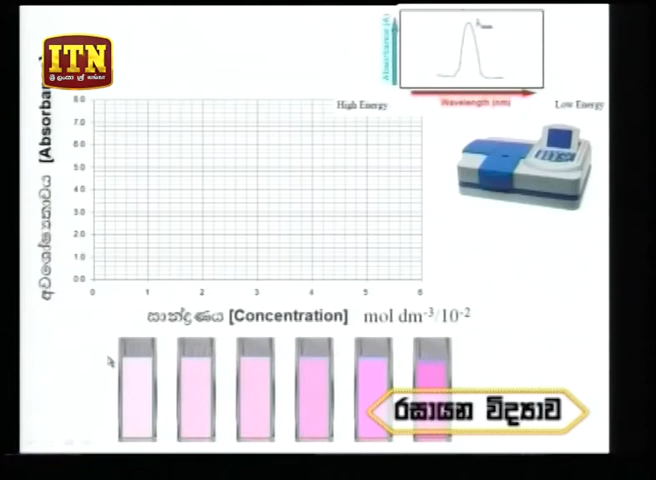 ITN
Absorbance (A)
λmax
High Energy
Wavelength (nm)
Low Energy
8.0
7.0
6.0
5.0
4.0
3.0
2.0
1.0
0.0
0 1 2 3 4 5 6
සාන්ද්‍රණය [Concentration] mol dm-3/10-2
රසායන විද්‍යාව